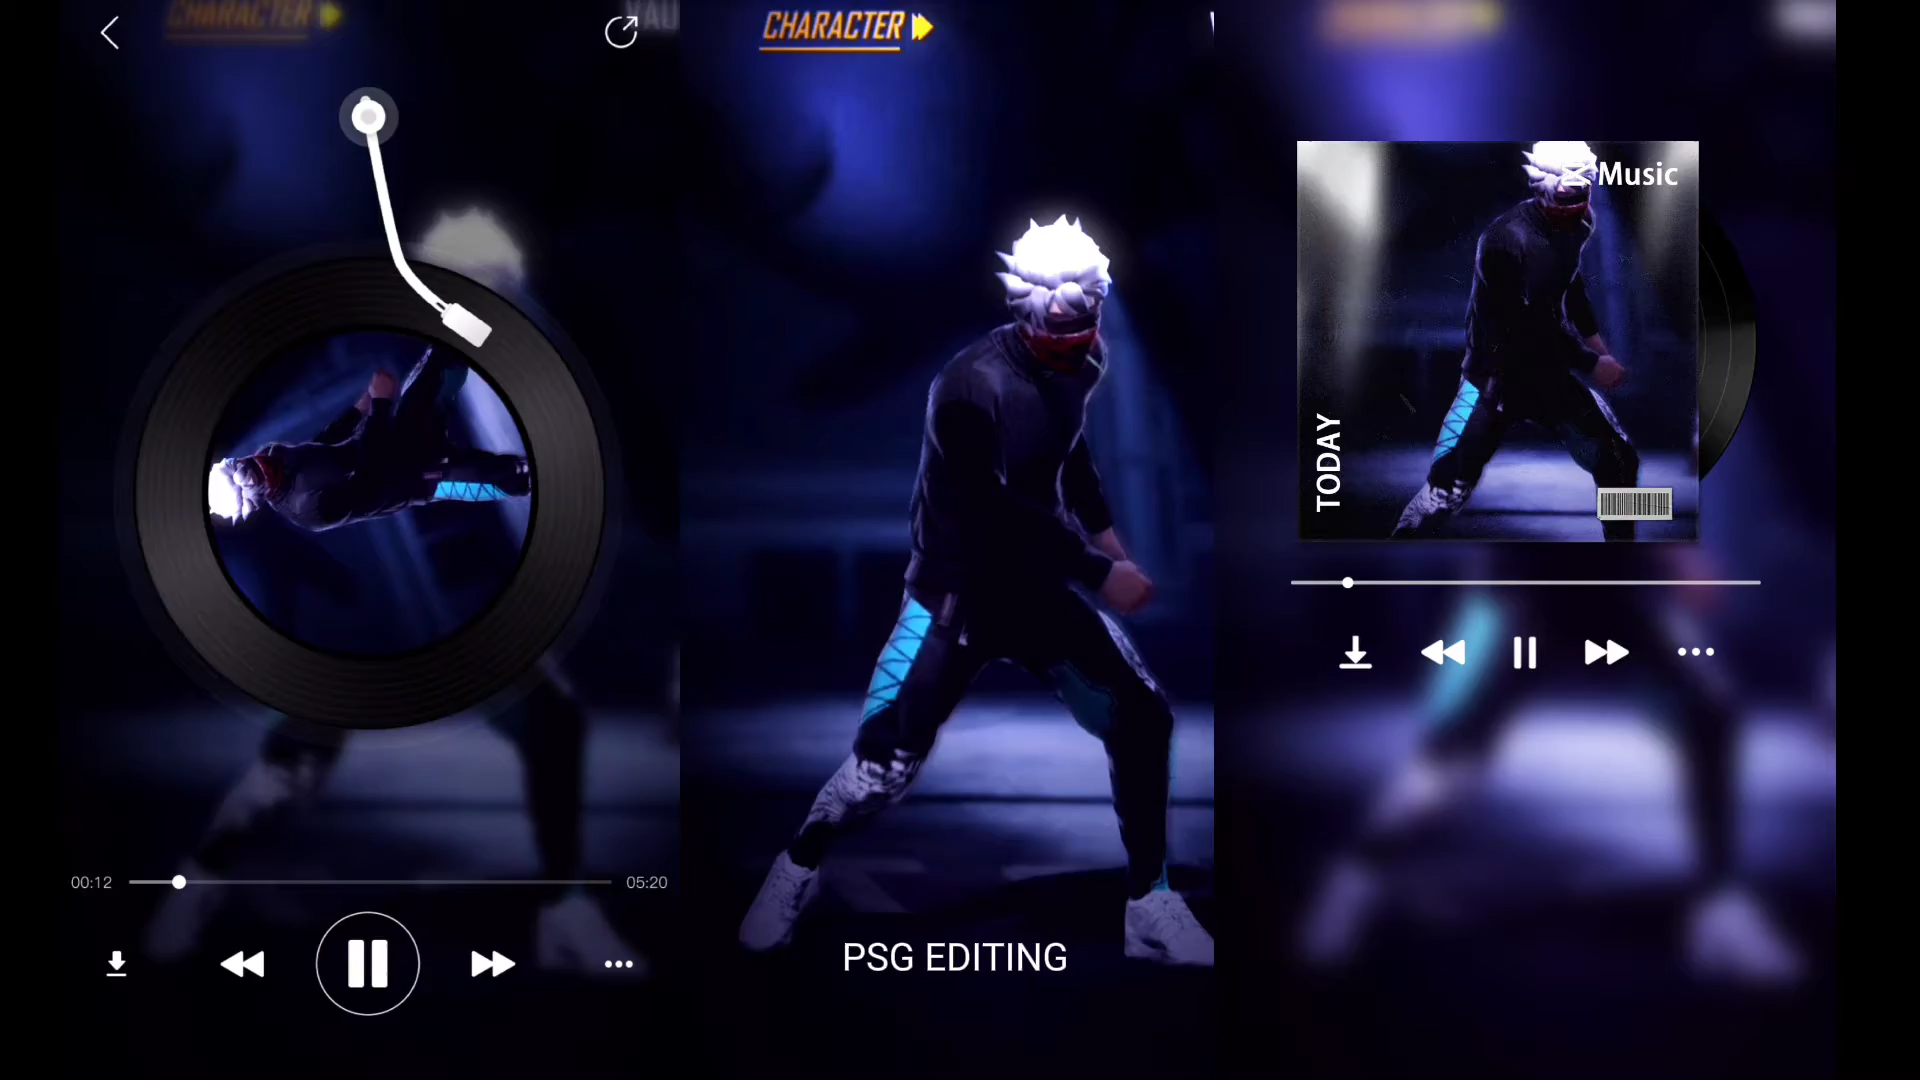 CHARACTER
CHARACTER
Music
TODAY
00:12
05:20
PSG EDITING